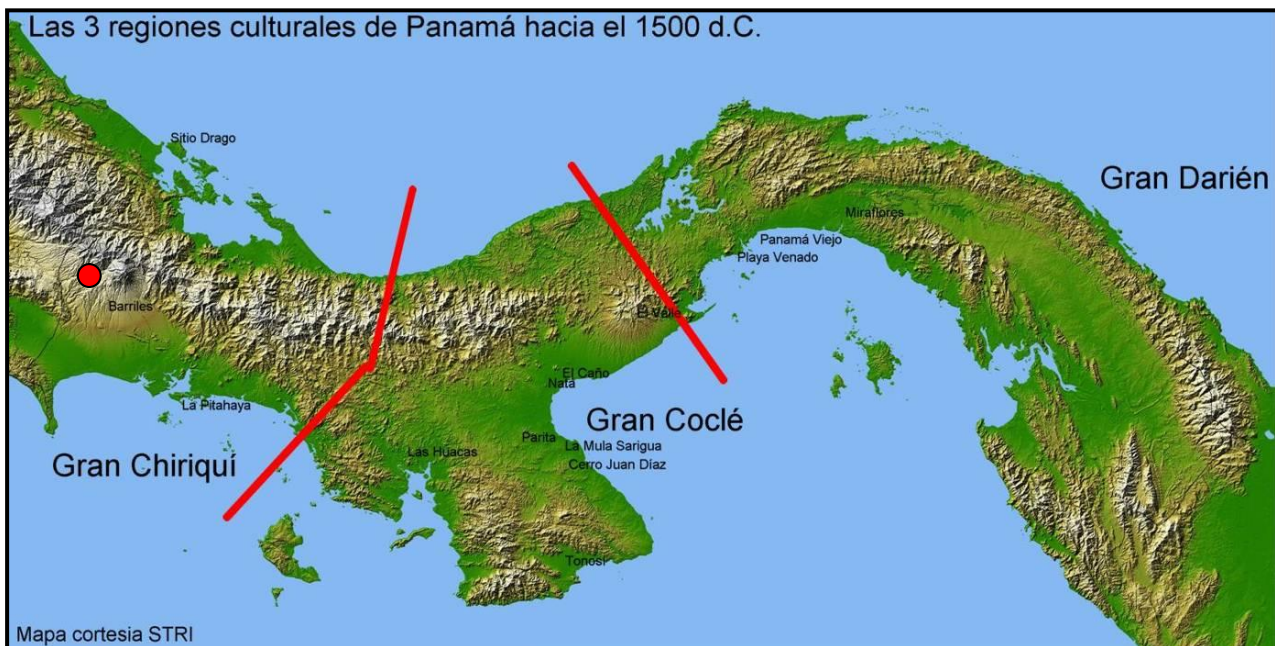 Las 3 regiones culturales de Panamá hacia el 1500 d.C.
Sitio Drago
Gran Darién
Miraflores
Panamá Viejo
Playa Venado
Barriles
El Valle
El Caño
Natá
La Pitahaya
Gran Coclé
Parita
La Mula Sarigua
Las Huacas
Gran Chiriquí
Cerro Juan Díaz
Tonosí
Mapa cortesia STRI